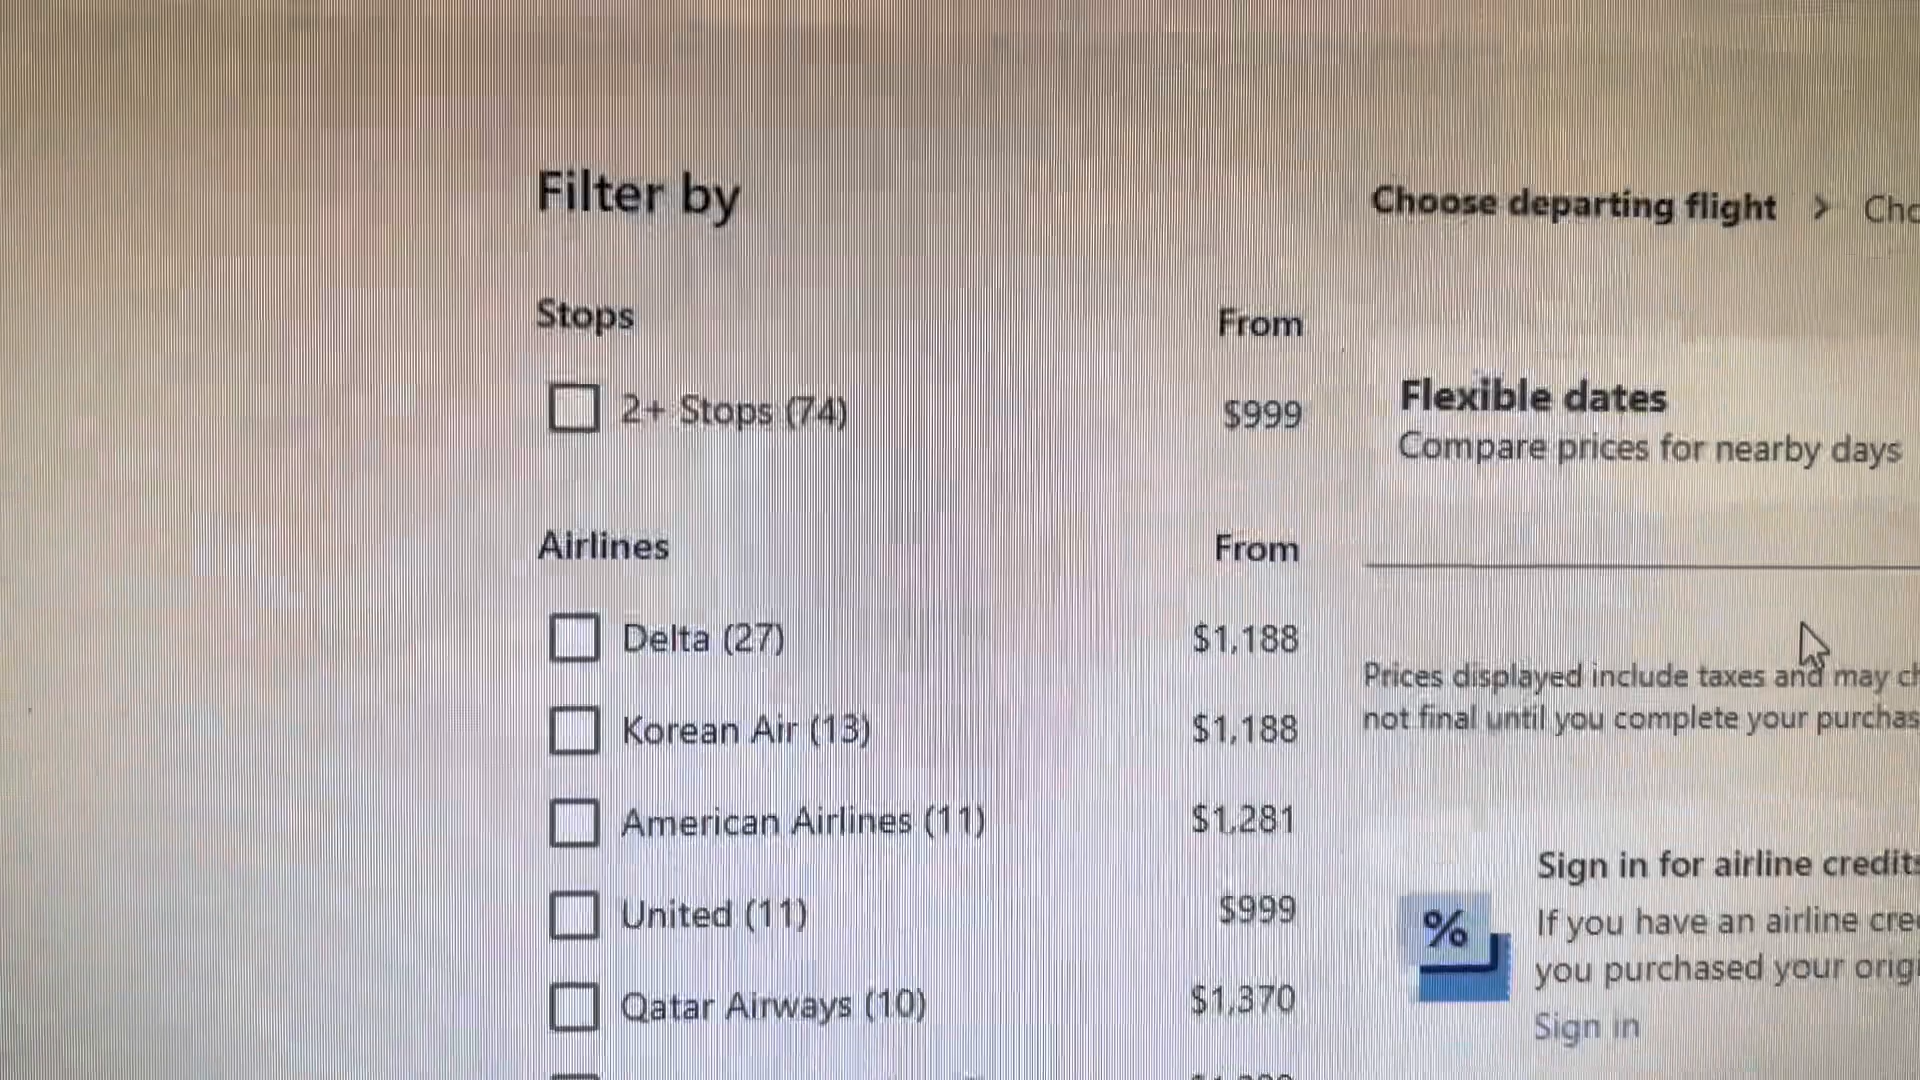 Filter by
Choose departing flight >
Stops From
2+ Stops (74) $999
Flexible dates
Compare prices for nearby days
Airlines From
Delta (27) $1,188
Prices displayed include taxes and may
not final until you complete your
Korean Air (13) $1,188
American Airlines (11) $1,281
Sign in for airline
United (11) $999
%
If you have an airline
you purchased your
Qatar Airways (10) $1,370
Sign in